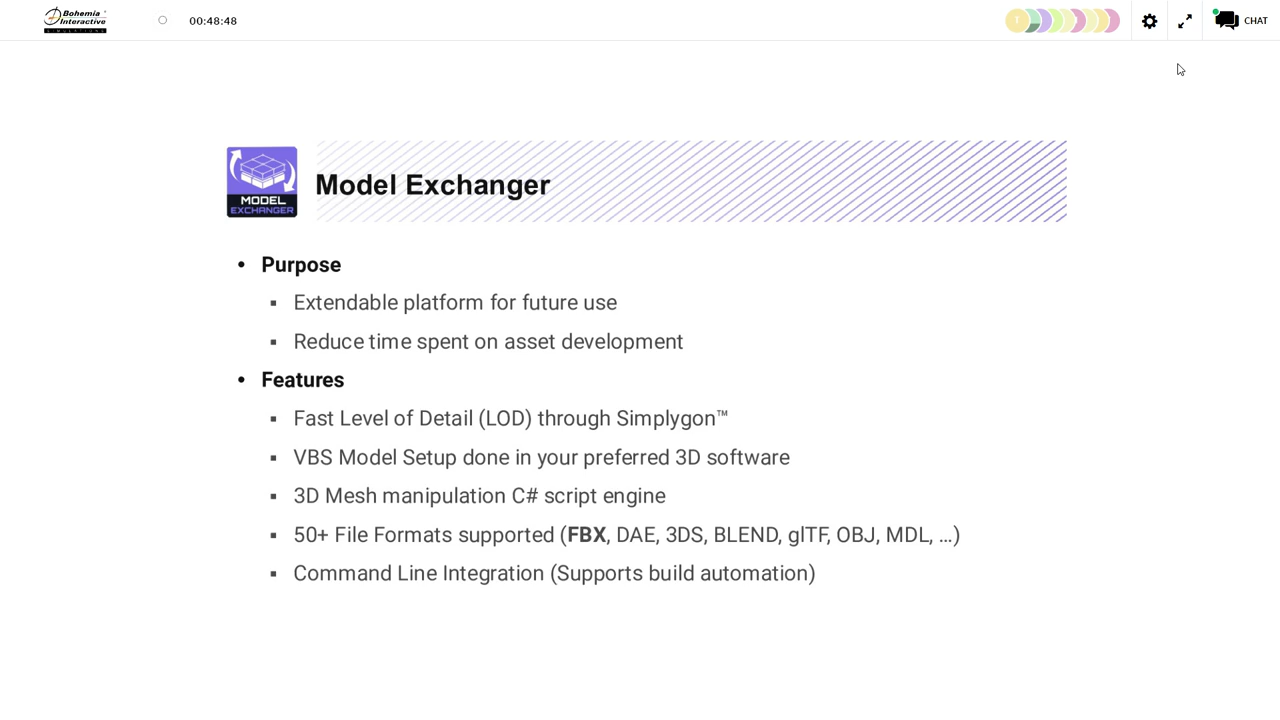 Bohemia
Interactive
SIMULATIONS
00:48:48
T
CHAT
MODEL
EXCHANGER
Model Exchanger
• Purpose
▪ Extendable platform for future use
▪ Reduce time spent on asset development
• Features
▪ Fast Level of Detail (LOD) through Simplygon™
▪ VBS Model Setup done in your preferred 3D software
▪ 3D Mesh manipulation C# script engine
▪ 50+ File Formats supported (FBX, DAE, 3DS, BLEND, glTF, OBJ, MDL, ...)
▪ Command Line Integration (Supports build automation)